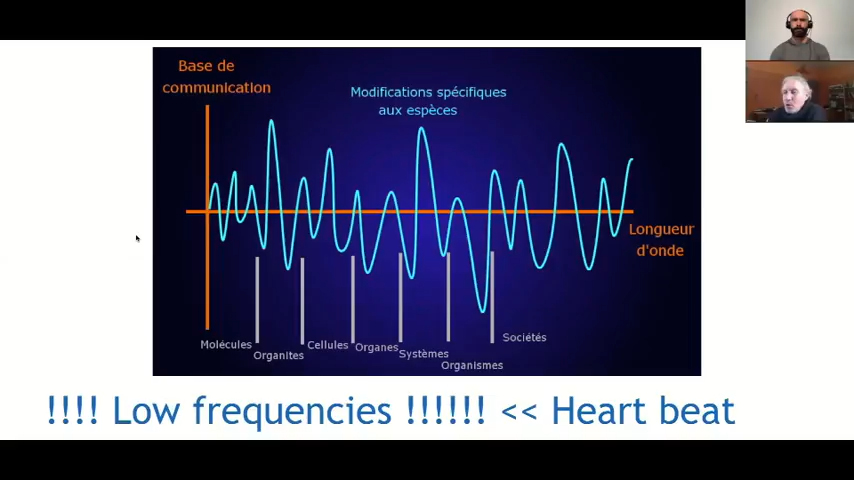 Base de
communication
Modifications spécifiques
aux espèces
Longueur
d'onde
Molécules
Organites
Cellules
Organes
Systèmes
Organismes
Sociétés
!!!! Low frequencies !!!!!! << Heart beat